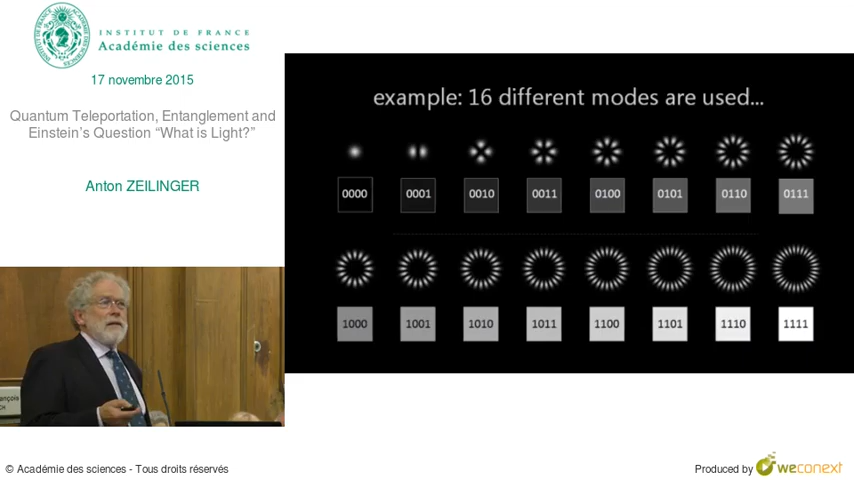 INSTITUT DE FRANCE
Académie des sciences
17 novembre 2015
Quantum Teleportation, Entanglement and
Einstein's Question “What is Light?”
Anton ZEILINGER
example: 16 different modes are used...
0000 0001 0010 0011 0100 0101 0110 0111
1000 1001 1010 1011 1100 1101 1110 1111
François
© Académie des sciences - Tous droits réservés
Produced by weconext